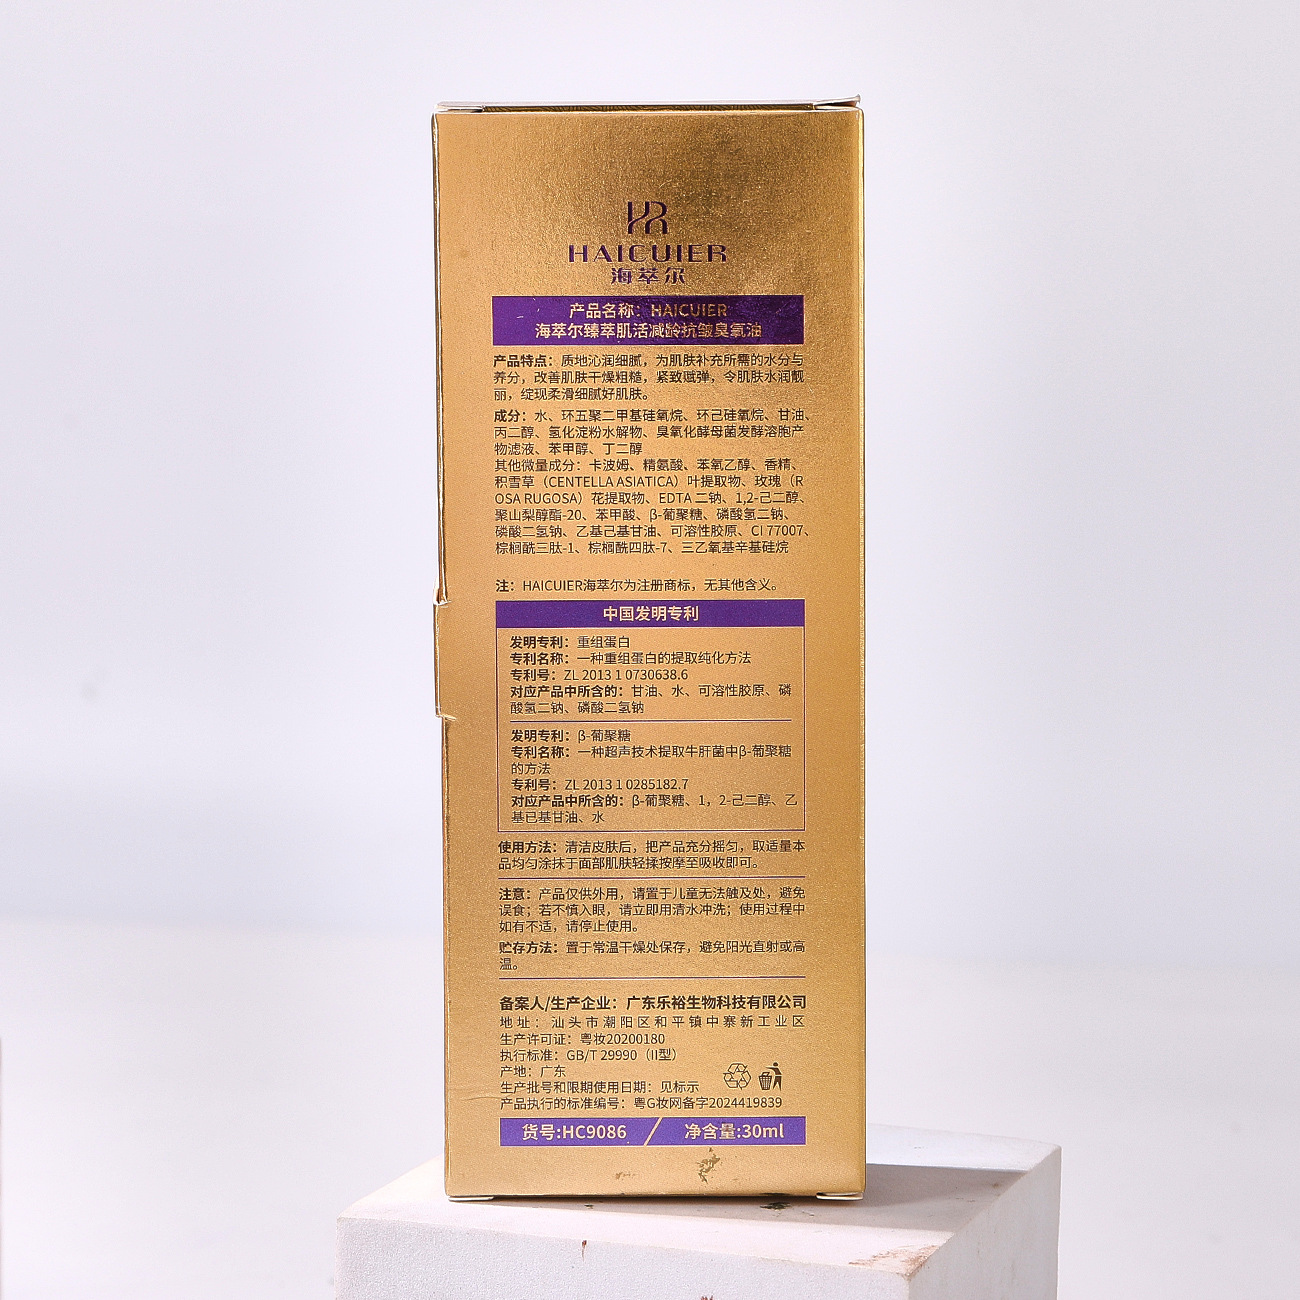 HAICUIER
海萃尔
产品名称：HAICUIER
海萃尔臻萃肌活减龄抗皱臭氧油
产品特点：质地沁润细腻，为肌肤补充所需的水分与
养分，改善肌肤干燥粗糙，紧致赋弹，令肌肤水润靓
丽，绽现柔滑细腻好肌肤。
成分：水、环五聚二甲基硅氧烷、环己硅氧烷、甘油、
丙二醇、氢化淀粉水解物、臭氧化酵母菌发酵溶胞产
物滤液、苯甲醇、丁二醇
其他微量成分：卡波姆、精氨酸、苯氧乙醇、香精、
积雪草（CENTELLA ASIATICA）叶提取物、玫瑰（R
OSA RUGOSA）花提取物、EDTA 二钠、1,2-己二醇、
聚山梨醇酯-20、苯甲酸、β-葡聚糖、磷酸氢二钠、
磷酸二氢钠、乙基己基甘油、可溶性胶原、CI 77007、
棕榈酰三肽-1、棕榈酰四肽-7、三乙氧基辛基硅烷
注：HAICUIER海萃尔为注册商标，无其他含义。
中国发明专利
发明专利：重组蛋白
专利名称：一种重组蛋白的提取纯化方法
专利号：ZL 2013 1 0730638.6
对应产品中所含的：甘油、水、可溶性胶原、磷
酸氢二钠、磷酸二氢钠
发明专利：β-葡聚糖
专利名称：一种超声技术提取牛肝菌中β-葡聚糖
的方法
专利号：ZL 2013 1 0285182.7
对应产品中所含的：β-葡聚糖、1，2-己二醇、乙
基已基甘油、水
使用方法：清洁皮肤后，把产品充分摇匀，取适量本
品均匀涂抹于面部肌肤轻揉按摩至吸收即可。
注意：产品仅供外用，请置于儿童无法触及处，避免
误食；若不慎入眼，请立即用清水冲洗；使用过程中
如有不适，请停止使用。
贮存方法：置于常温干燥处保存，避免阳光直射或高
温。
备案人/生产企业：广东乐裕生物科技有限公司
地址：汕头市潮阳区和平镇中寨新工业区
生产许可证：粤妆20200180
执行标准：GB/T 29990（II型）
产地：广东
生产批号和限期使用日期：见标示
产品执行的标准编号：粤G妆网备字2024419839
货号:HC9086 / 净含量:30ml